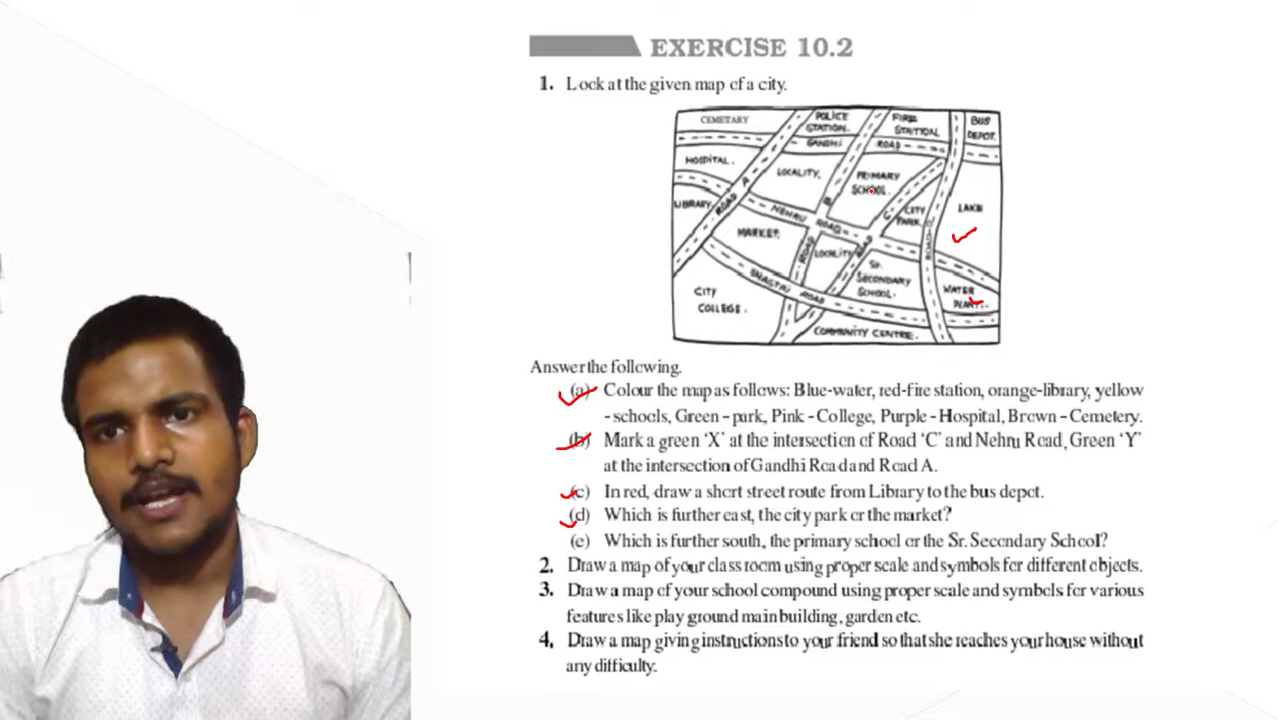 EXERCISE 10.2
1. Look at the given map of a city.
CEMETARY
POLICE STATION.
FIRE STAITION.
BUS DEPOT.
GANDHI ROAD
HOSPITAL.
LOCALITY.
PRIMARY SCHOOL.
LIBRARY
ROAD A
B
C
CITY PARK.
LAKE
NEHRU ROAD
MARKET.
ROAD
LOCALITY
ROAD
ROAD D
Sr. SECONDARY SCHOOL.
WATER PLANT.
SHASTRI ROAD
CITY COLLEGE.
COMMUNITY CENTRE.
Answer the following.
(a) Colour the map as follows: Blue-water, red-fire station, orange-library, yellow
- schools, Green - park, Pink - College, Purple - Hospital, Brown - Cemetery.
(b) Mark a green 'X' at the intersection of Road 'C' and Nehru Road, Green 'Y'
at the intersection of Gandhi Road and Road A.
(c) In red, draw a short street route from Library to the bus depot.
(d) Which is further east, the city park or the market?
(e) Which is further south, the primary school or the Sr. Secondary School?
2. Draw a map of your class room using proper scale and symbols for different objects.
3. Draw a map of your school compound using proper scale and symbols for various
features like play ground main building, garden etc.
4. Draw a map giving instructions to your friend so that she reaches your house without
any difficulty.